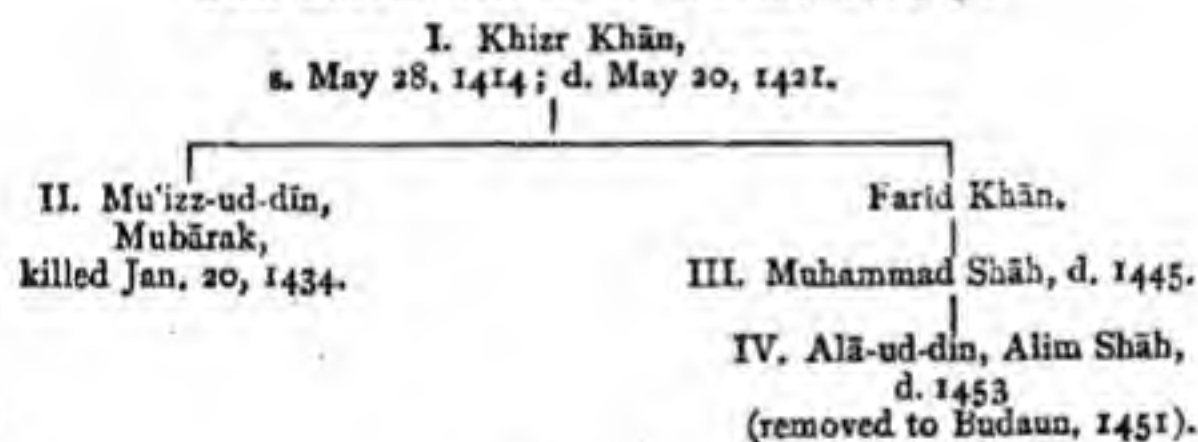 I. Khizr Khān,
s. May 28, 1414; d. May 20, 1421.
II. Mu'izz-ud-dīn,
Mubārak,
killed Jan. 20, 1434.
Farid Khān.
III. Muhammad Shāh, d. 1445.
IV. Alā-ud-din, Alim Shāh,
d. 1453
(removed to Budaun, 1451).